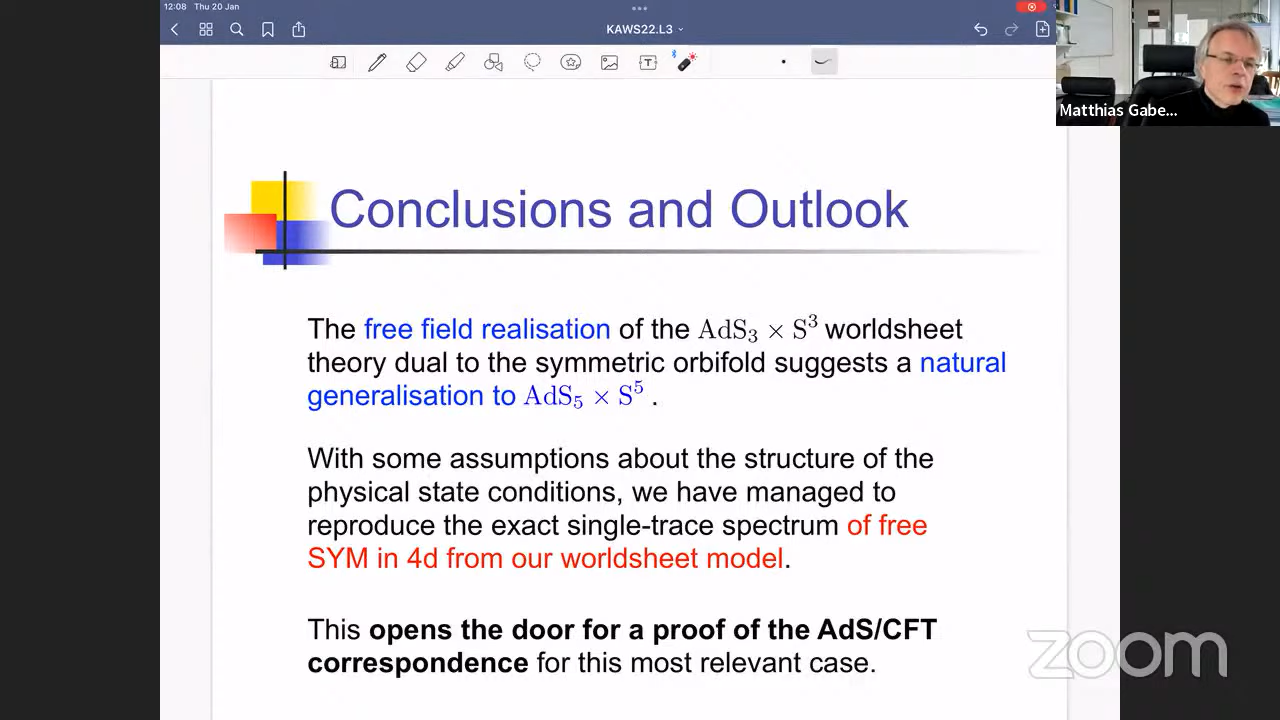 12:08 Thu 20 Jan
KAWS22.L3
T
Matthias Gabe...
Conclusions and Outlook
The free field realisation of the AdS₃ × S³ worldsheet
theory dual to the symmetric orbifold suggests a natural
generalisation to AdS₅ × S⁵ .
With some assumptions about the structure of the
physical state conditions, we have managed to
reproduce the exact single-trace spectrum of free
SYM in 4d from our worldsheet model.
This opens the door for a proof of the AdS/CFT
correspondence for this most relevant case.
zoom